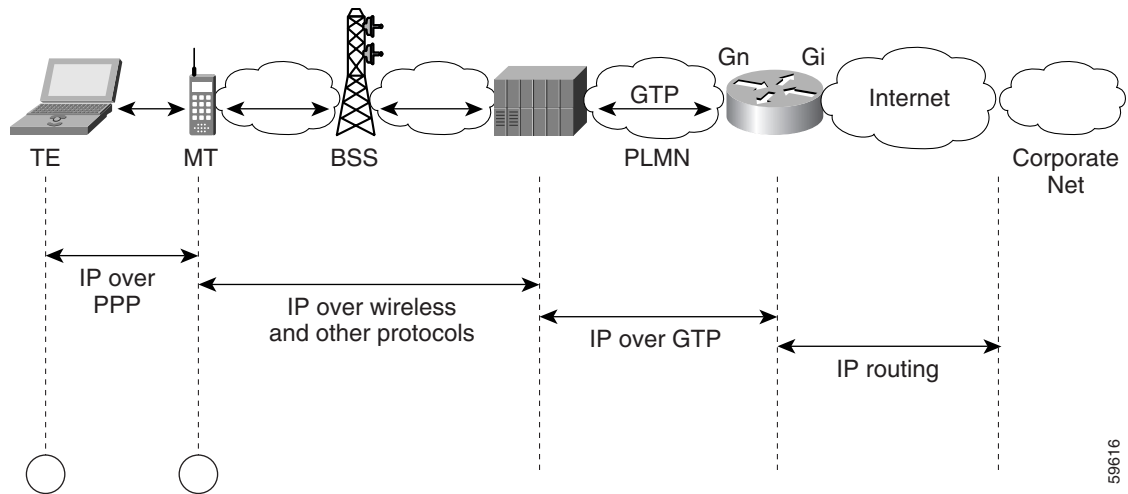 Gn
Gi
GTP
Internet
TE
MT
BSS
PLMN
Corporate
Net
IP over
PPP
IP over wireless
and other protocols
IP over GTP
IP routing
59616